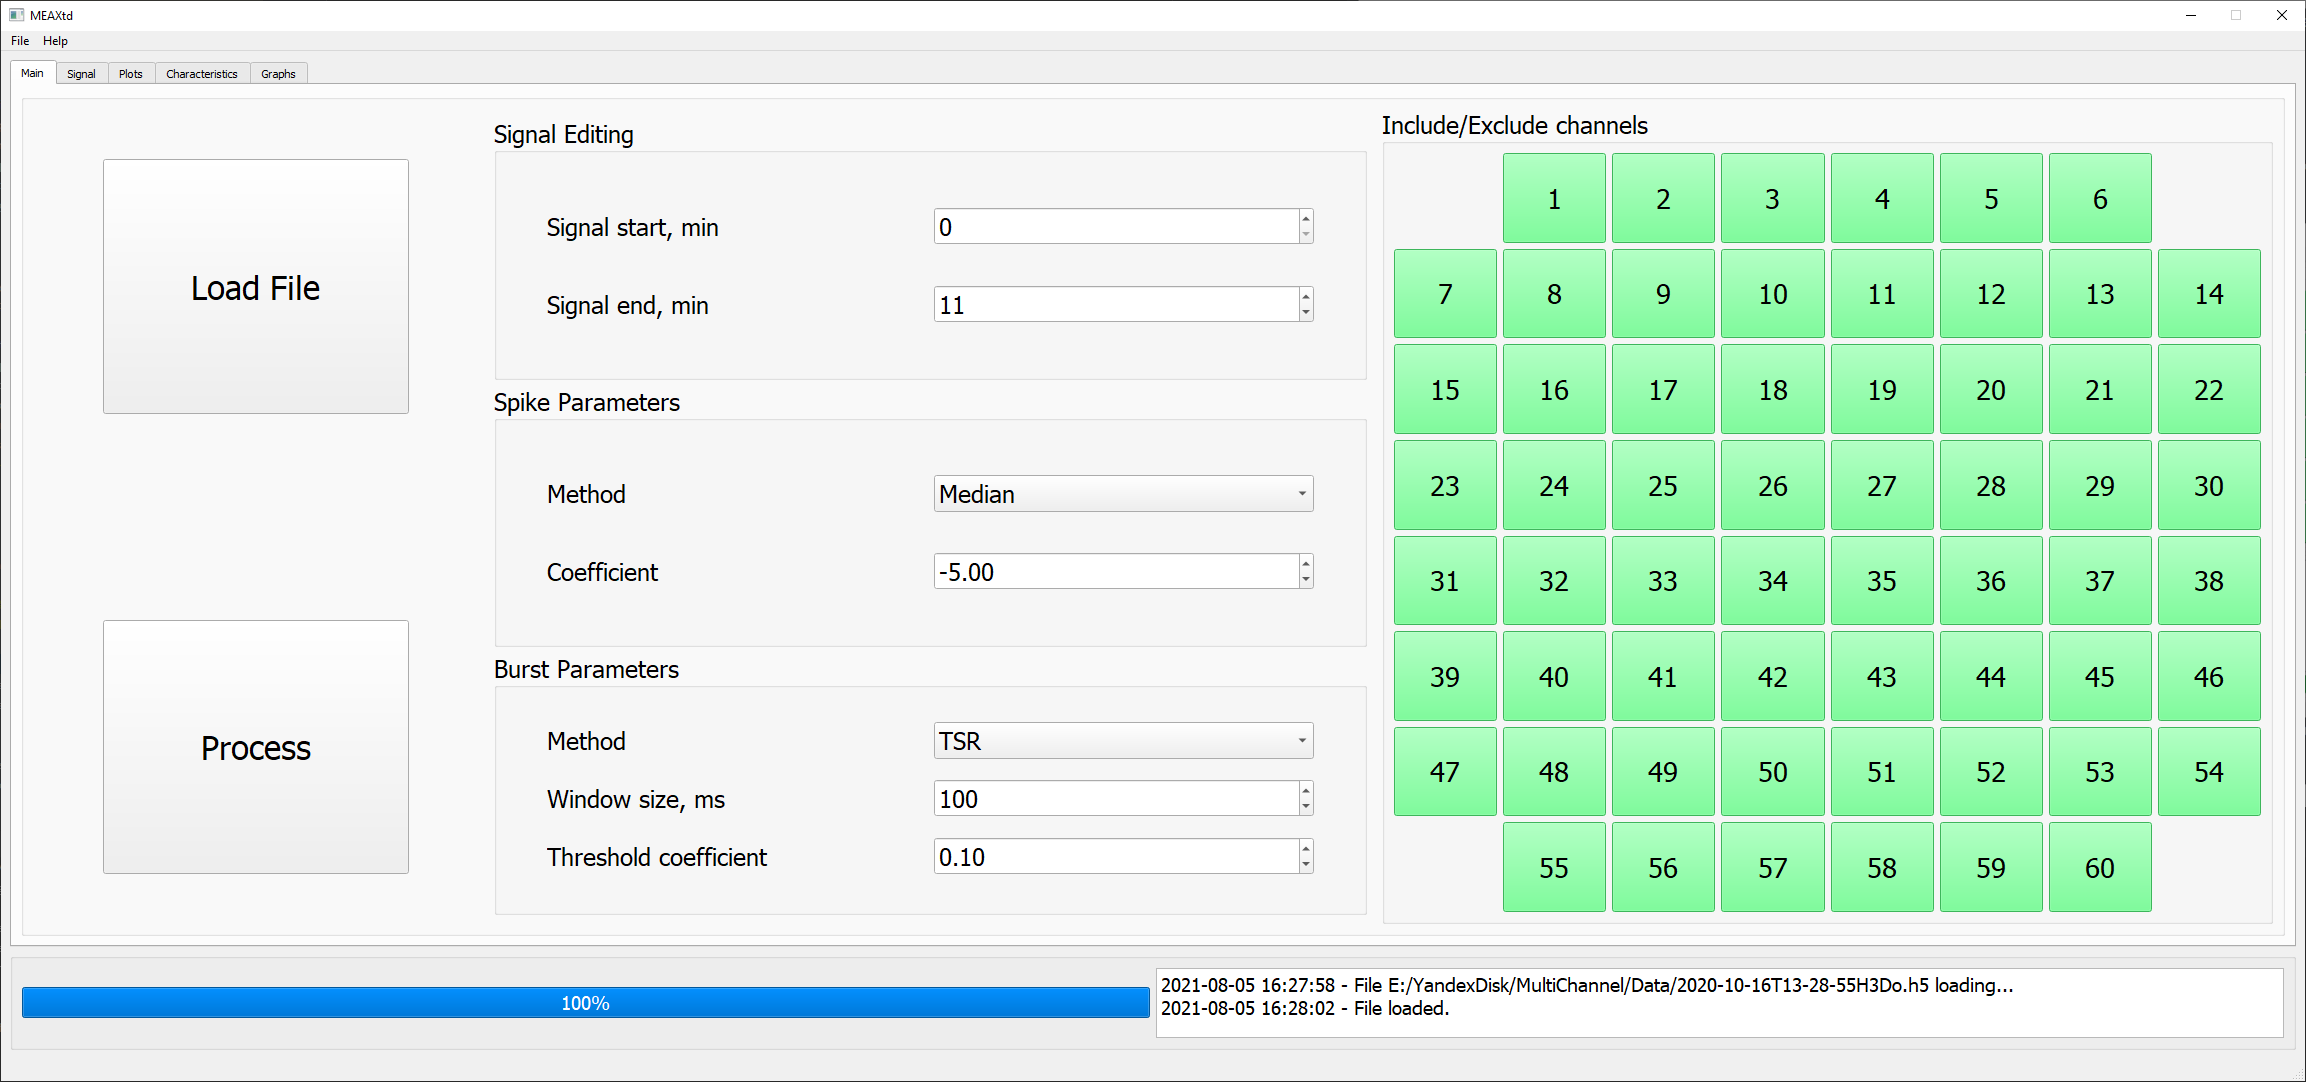 MEAXtd
File Help
Main Signal Plots Characteristics Graphs
Load File
Process
Signal Editing
Signal start, min 0
Signal end, min 11
Spike Parameters
Method Median
Coefficient -5.00
Burst Parameters
Method TSR
Window size, ms 100
Threshold coefficient 0.10
Include/Exclude channels
1 2 3 4 5 6
7 8 9 10 11 12 13 14
15 16 17 18 19 20 21 22
23 24 25 26 27 28 29 30
31 32 33 34 35 36 37 38
39 40 41 42 43 44 45 46
47 48 49 50 51 52 53 54
55 56 57 58 59 60
100%
2021-08-05 16:27:58 - File E:/YandexDisk/MultiChannel/Data/2020-10-16T13-28-55H3Do.h5 loading...
2021-08-05 16:28:02 - File loaded.